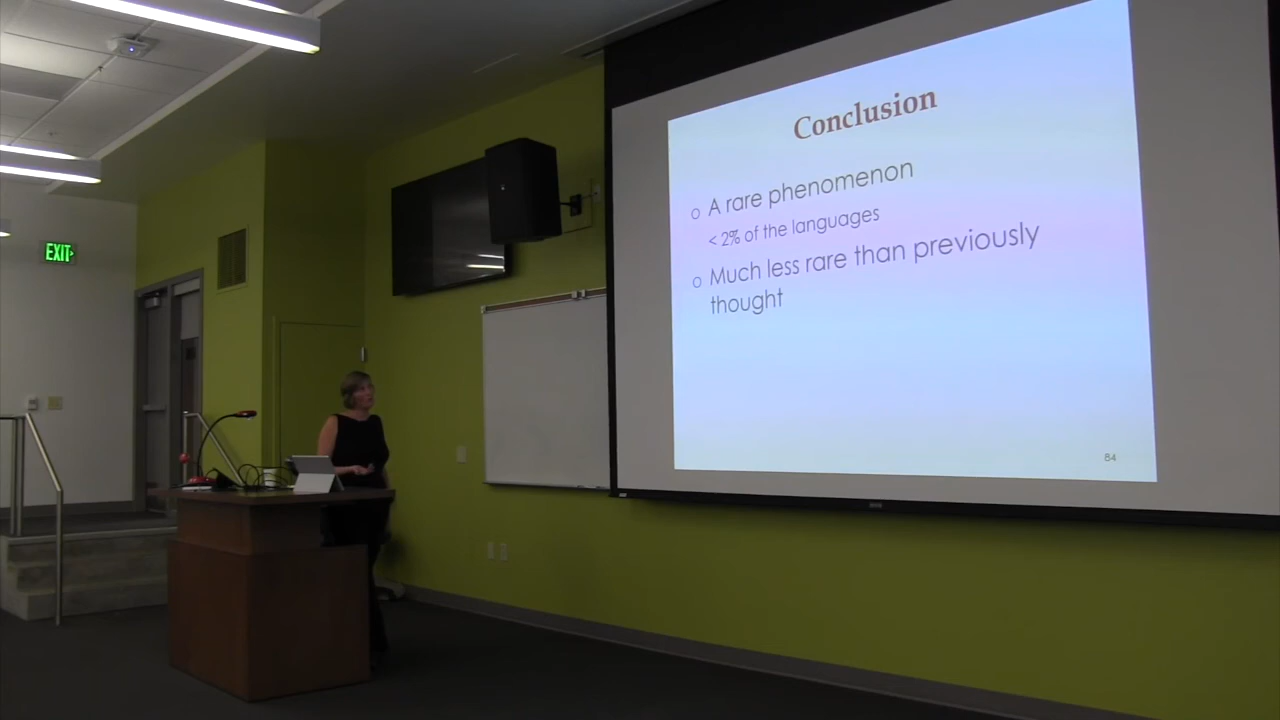 Conclusion
o A rare phenomenon
< 2% of the languages
o Much less rare than previously
thought
84
EXIT